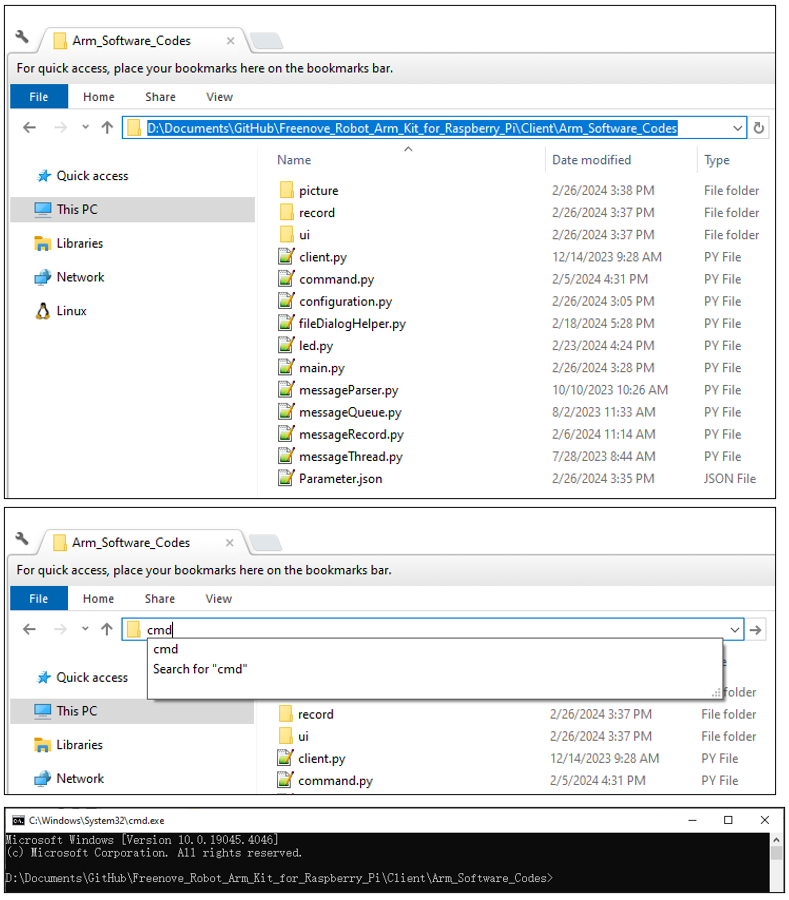 Arm_Software_Codes
For quick access, place your bookmarks here on the bookmarks bar.
File Home Share View
D:\Documents\GitHub\Freenove_Robot_Arm_Kit_for_Raspberry_Pi\Client\Arm_Software_Codes
Name Date modified Type
Quick access
This PC
Libraries
Network
Linux
picture 2/26/2024 3:38 PM File folder
record 2/26/2024 3:37 PM File folder
ui 2/26/2024 3:37 PM File folder
client.py 12/14/2023 9:28 AM PY File
command.py 2/5/2024 4:31 PM PY File
configuration.py 2/26/2024 3:05 PM PY File
fileDialogHelper.py 2/18/2024 5:28 PM PY File
led.py 2/23/2024 4:24 PM PY File
main.py 2/26/2024 3:28 PM PY File
messageParser.py 10/10/2023 10:26 AM PY File
messageQueue.py 8/2/2023 11:33 AM PY File
messageRecord.py 2/6/2024 11:14 AM PY File
messageThread.py 7/28/2023 8:44 AM PY File
Parameter.json 2/26/2024 3:35 PM JSON File
Arm_Software_Codes
For quick access, place your bookmarks here on the bookmarks bar.
File Home Share View
cmd
cmd
Search for "cmd"
Quick access
This PC
Libraries
Network
folder
record 2/26/2024 3:37 PM File folder
ui 2/26/2024 3:37 PM File folder
client.py 12/14/2023 9:28 AM PY File
command.py 2/5/2024 4:31 PM PY File
C:\Windows\System32\cmd.exe
Microsoft Windows [Version 10.0.19045.4046]
(c) Microsoft Corporation. All rights reserved.
D:\Documents\GitHub\Freenove_Robot_Arm_Kit_for_Raspberry_Pi\Client\Arm_Software_Codes>